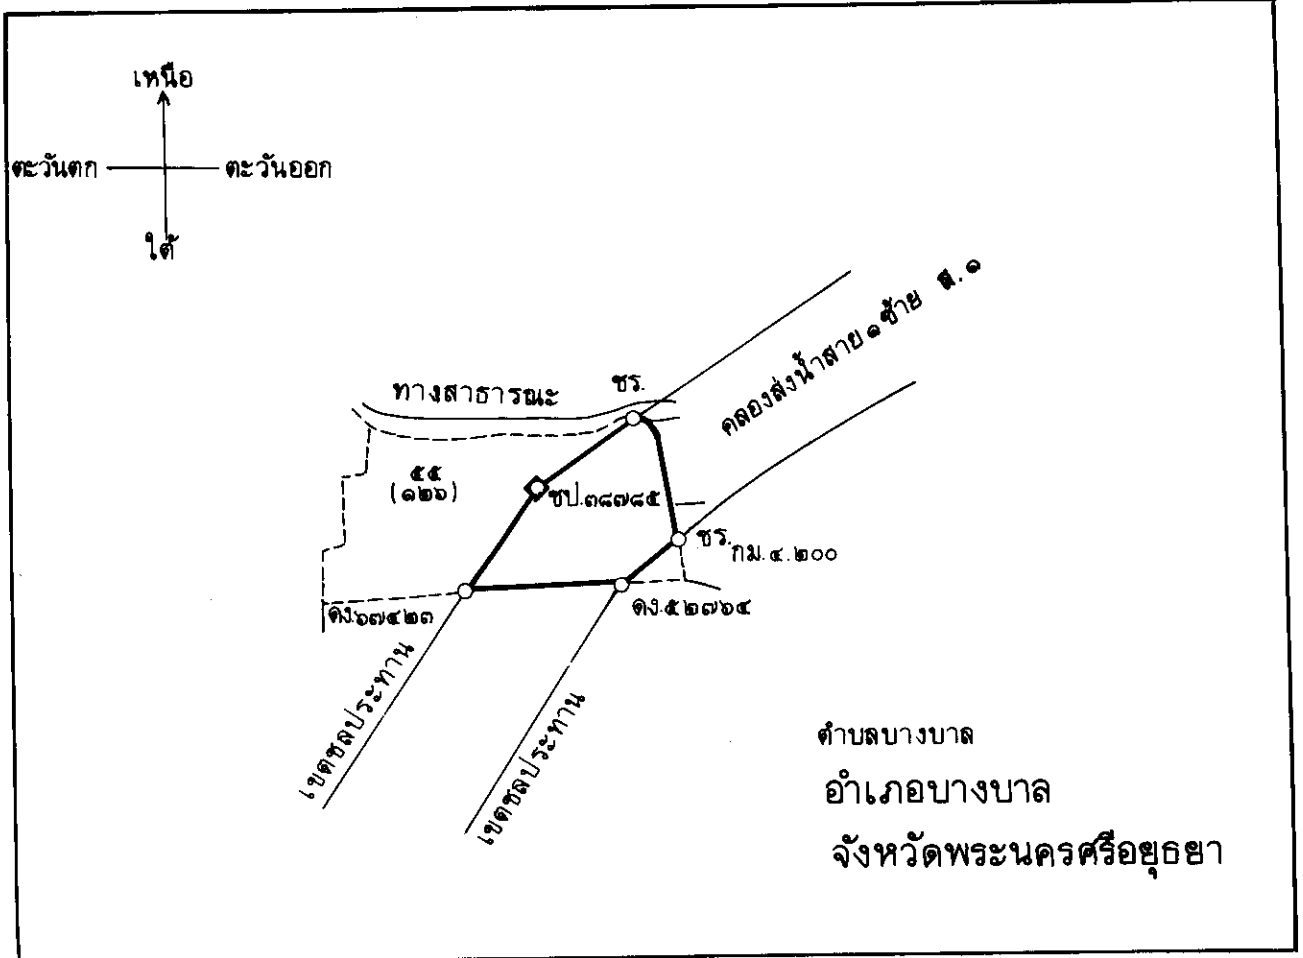 เหนือ
ตะวันตก
ตะวันออก
ใต้
คลองส่งน้ำสาย ๑ ซ้าย ส. ๑
ทางสาธารณะ
ชร.
๕๕
(๑๒๖)
ชป.๓๘๗๘๕
ชร.
กม. ๔. ๒๐๐
ดง.๖๗๔๒๓
ดง.๕๒๗๖๔
เขตชลประทาน
เขตชลประทาน
ตำบลบางบาล
อำเภอบางบาล
จังหวัดพระนครศรีอยุธยา